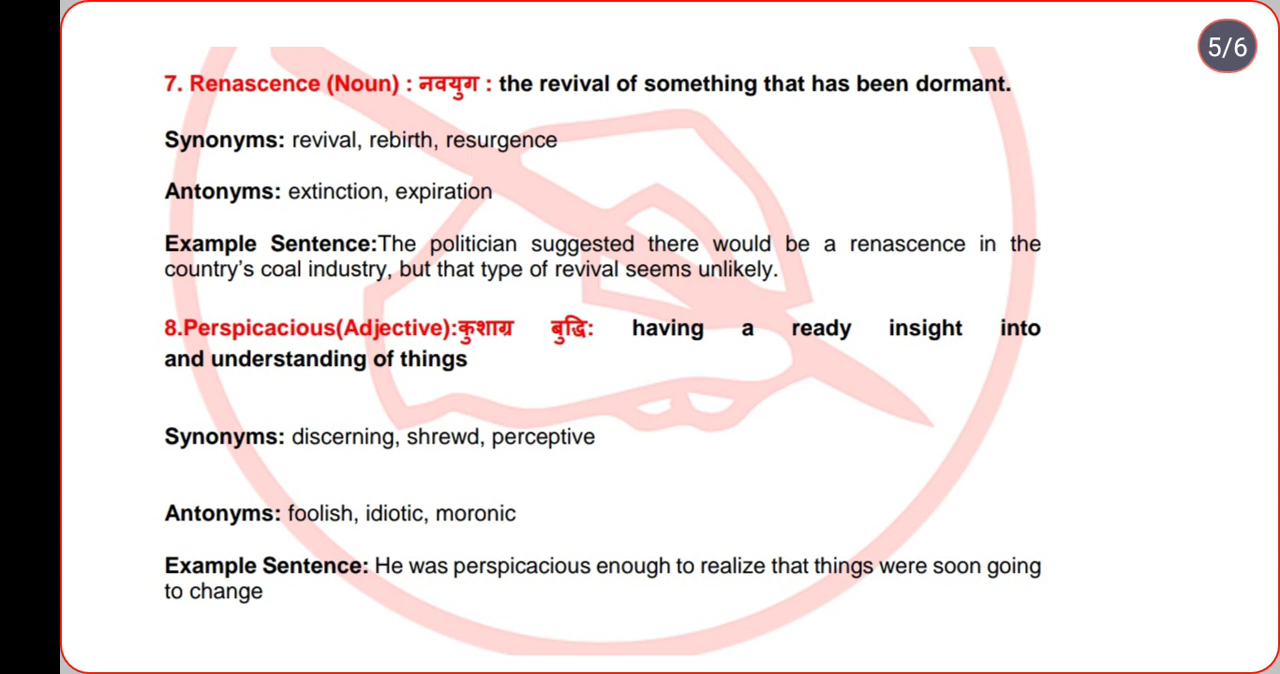 5/6
7. Renascence (Noun) : नवयुग : the revival of something that has been dormant.
Synonyms: revival, rebirth, resurgence
Antonyms: extinction, expiration
Example Sentence:The politician suggested there would be a renascence in the
country’s coal industry, but that type of revival seems unlikely.
8.Perspicacious(Adjective):कुशाग्र बुद्धि: having a ready insight into
and understanding of things
Synonyms: discerning, shrewd, perceptive
Antonyms: foolish, idiotic, moronic
Example Sentence: He was perspicacious enough to realize that things were soon going
to change